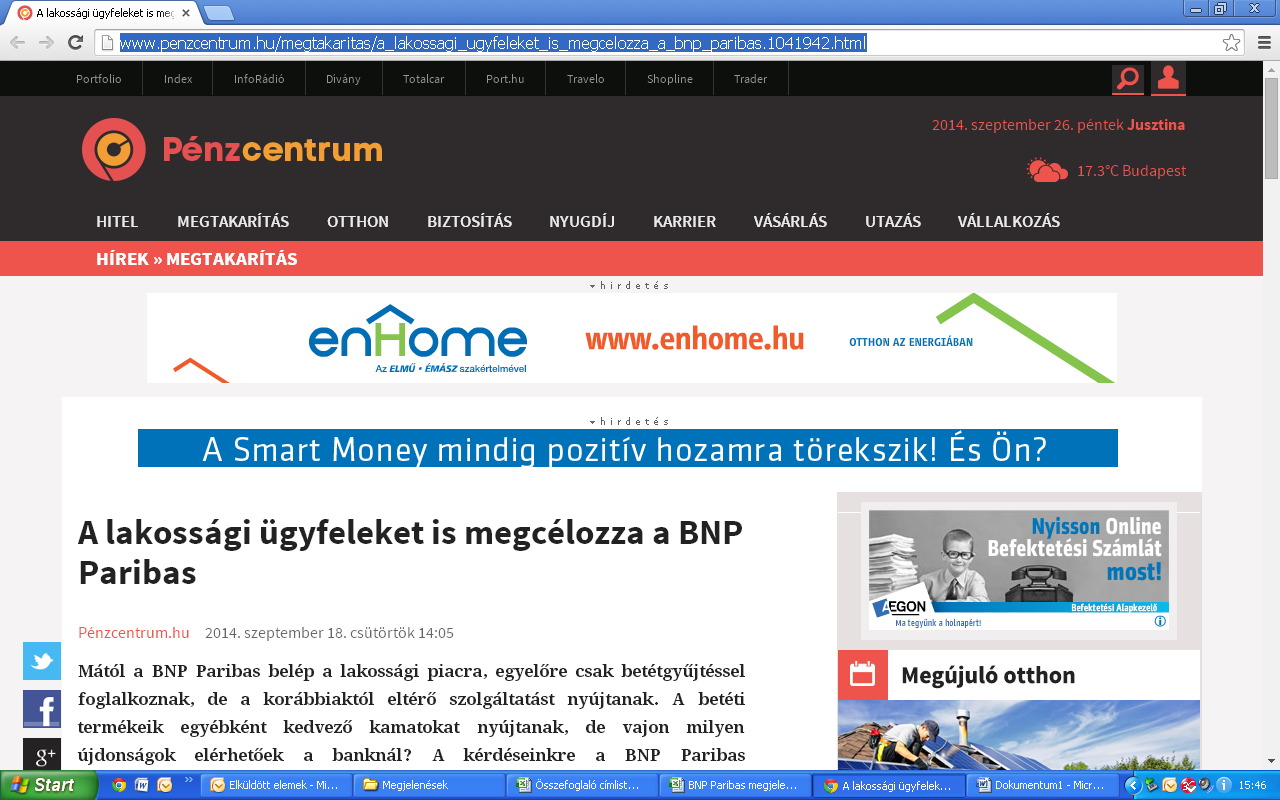 A lakossági ügyfeleket is meg
www.penzcentrum.hu/megtakaritas/a_lakossagi_ugyfeleket_is_megcelozza_a_bnp_paribas.1041942.html
Portfolio Index InfoRádió Divány Totalcar Port.hu Travelo Shopline Trader
2014. szeptember 26. péntek Jusztina
Pénzcentrum
17.3°C Budapest
HITEL MEGTAKARÍTÁS OTTHON BIZTOSÍTÁS NYUGDÍJ KARRIER VÁSÁRLÁS UTAZÁS VÁLLALKOZÁS
HÍREK » MEGTAKARÍTÁS
hirdetés
enHome
Az ELMŰ • ÉMÁSZ szakértelmével
www.enhome.hu
OTTHON AZ ENERGIÁBAN
hirdetés
A Smart Money mindig pozitív hozamra törekszik! És Ön?
A lakossági ügyfeleket is megcélozza a BNP
Paribas
Pénzcentrum.hu 2014. szeptember 18. csütörtök 14:05
Mától a BNP Paribas belép a lakossági piacra, egyelőre csak betétgyűjtéssel
foglalkoznak, de a korábbiaktól eltérő szolgáltatást nyújtanak. A betéti
termékeik egyébként kedvező kamatokat nyújtanak, de vajon milyen
újdonságok elérhetőek a banknál? A kérdéseinkre a BNP Paribas
Nyisson Online
Befektetési Számlát
most!
AEGON
Befektetési Alapkezelő
Ma tegyünk a holnapért!
Megújuló otthon
g+
Start
Elküldött elemek - Mi...
Megjelenések
Összefoglaló címlist...
BNP Paribas megjele...
A lakossági ügyfelek...
Dokumentum1 - Micr...
15:46